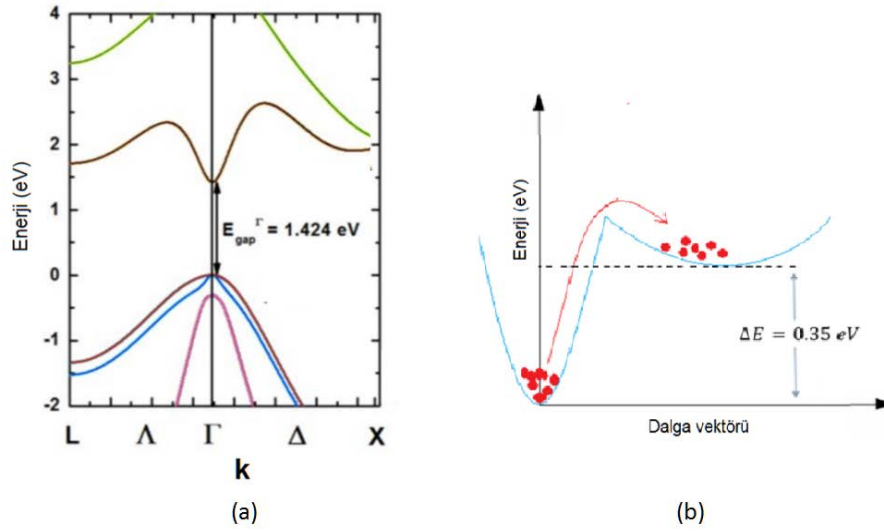 4
3
2
1
0
-1
-2
Enerji (eV)
E_gap^Γ = 1.424 eV
L Λ Γ Δ X
k
(a)
Enerji (eV)
ΔE = 0.35 eV
Dalga vektörü
(b)